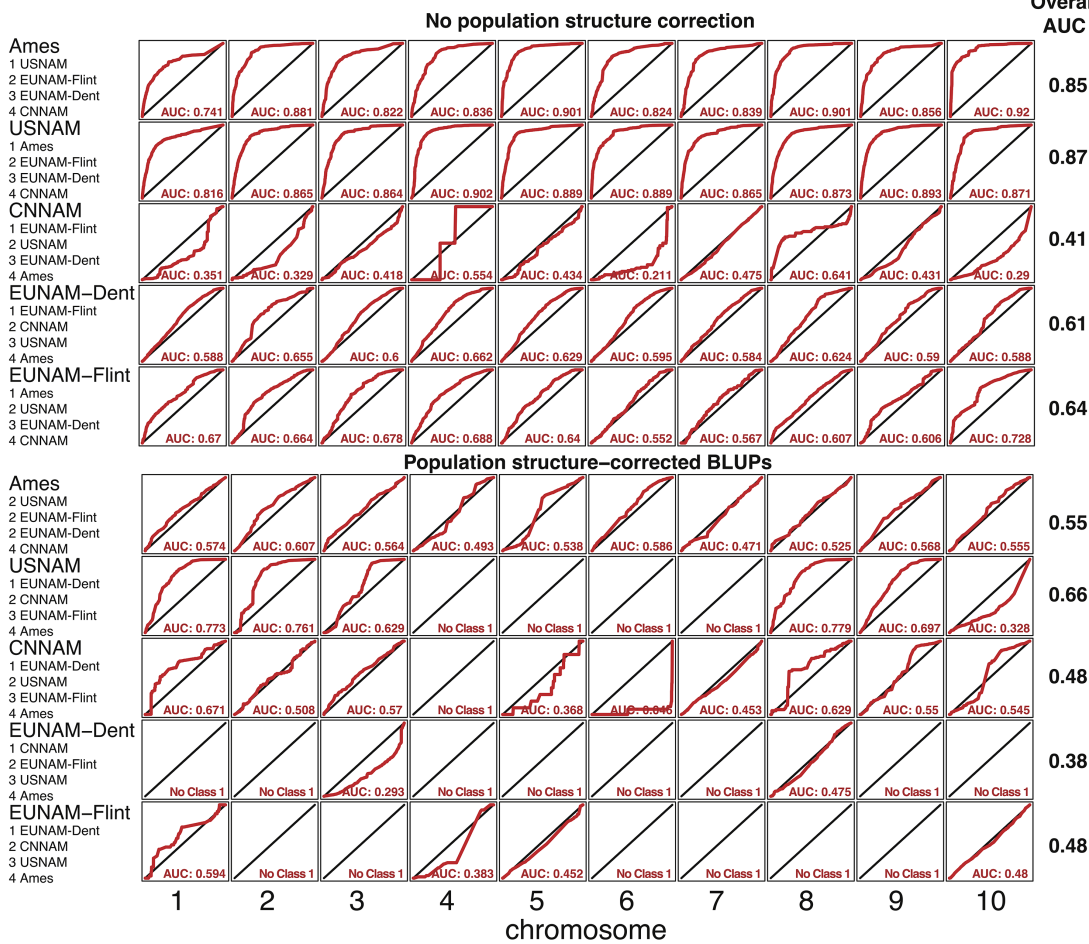 Overal
AUC
No population structure correction
Ames
1 USNAM
2 EUNAM-Flint
3 EUNAM-Dent
4 CNNAM
AUC: 0.741 AUC: 0.881 AUC: 0.822 AUC: 0.836 AUC: 0.901 AUC: 0.824 AUC: 0.839 AUC: 0.901 AUC: 0.856 AUC: 0.92
0.85
USNAM
1 Ames
2 EUNAM-Flint
3 EUNAM-Dent
4 CNNAM
AUC: 0.816 AUC: 0.865 AUC: 0.864 AUC: 0.902 AUC: 0.889 AUC: 0.889 AUC: 0.865 AUC: 0.873 AUC: 0.893 AUC: 0.871
0.87
CNNAM
1 EUNAM-Flint
2 USNAM
3 EUNAM-Dent
4 Ames
AUC: 0.351 AUC: 0.329 AUC: 0.418 AUC: 0.554 AUC: 0.434 AUC: 0.211 AUC: 0.475 AUC: 0.641 AUC: 0.431 AUC: 0.29
0.41
EUNAM−Dent
1 EUNAM-Flint
2 CNNAM
3 USNAM
4 Ames
AUC: 0.588 AUC: 0.655 AUC: 0.6 AUC: 0.662 AUC: 0.629 AUC: 0.595 AUC: 0.584 AUC: 0.624 AUC: 0.59 AUC: 0.588
0.61
EUNAM−Flint
1 Ames
2 USNAM
3 EUNAM-Dent
4 CNNAM
AUC: 0.67 AUC: 0.664 AUC: 0.678 AUC: 0.688 AUC: 0.64 AUC: 0.552 AUC: 0.567 AUC: 0.607 AUC: 0.606 AUC: 0.728
0.64
Population structure−corrected BLUPs
Ames
2 USNAM
2 EUNAM-Flint
2 EUNAM-Dent
4 CNNAM
AUC: 0.574 AUC: 0.607 AUC: 0.564 AUC: 0.493 AUC: 0.538 AUC: 0.586 AUC: 0.471 AUC: 0.525 AUC: 0.568 AUC: 0.555
0.55
USNAM
1 EUNAM-Dent
2 CNNAM
3 EUNAM-Flint
4 Ames
AUC: 0.773 AUC: 0.761 AUC: 0.629 No Class 1 No Class 1 No Class 1 No Class 1 AUC: 0.779 AUC: 0.697 AUC: 0.328
0.66
CNNAM
1 EUNAM-Dent
2 USNAM
3 EUNAM-Flint
4 Ames
AUC: 0.671 AUC: 0.508 AUC: 0.57 No Class 1 AUC: 0.368 AUC: AUC: 0.453 AUC: 0.629 AUC: 0.55 AUC: 0.545
0.48
EUNAM−Dent
1 CNNAM
2 EUNAM-Flint
3 USNAM
4 Ames
No Class 1 No Class 1 AUC: 0.293 No Class 1 No Class 1 No Class 1 No Class 1 AUC: 0.475 No Class 1 No Class 1
0.38
EUNAM−Flint
1 EUNAM-Dent
2 CNNAM
3 USNAM
4 Ames
AUC: 0.594 No Class 1 No Class 1 AUC: 0.383 AUC: 0.452 No Class 1 No Class 1 No Class 1 No Class 1 AUC: 0.48
0.48
1 2 3 4 5 6 7 8 9 10
chromosome